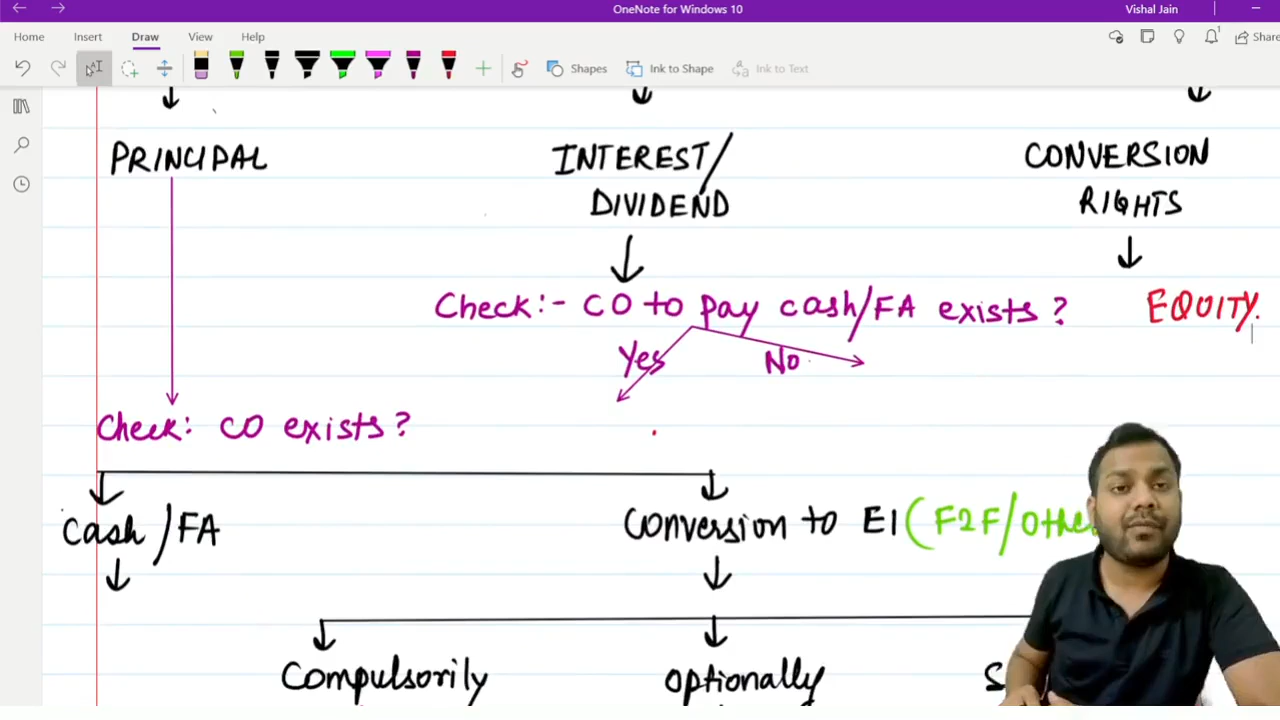 OneNote for Windows 10
Vishal Jain
Home Insert Draw View Help
Share
Shapes
Ink to Shape
Ink to Text
PRINCIPAL
INTEREST/
DIVIDEND
CONVERSION
RIGHTS
Check:- CO to pay cash/FA exists?
EQUITY.
Yes
No
Check: CO exists?
Cash/FA
Conversion to EI (F2F/Othe
Compulsorily
Optionally
S